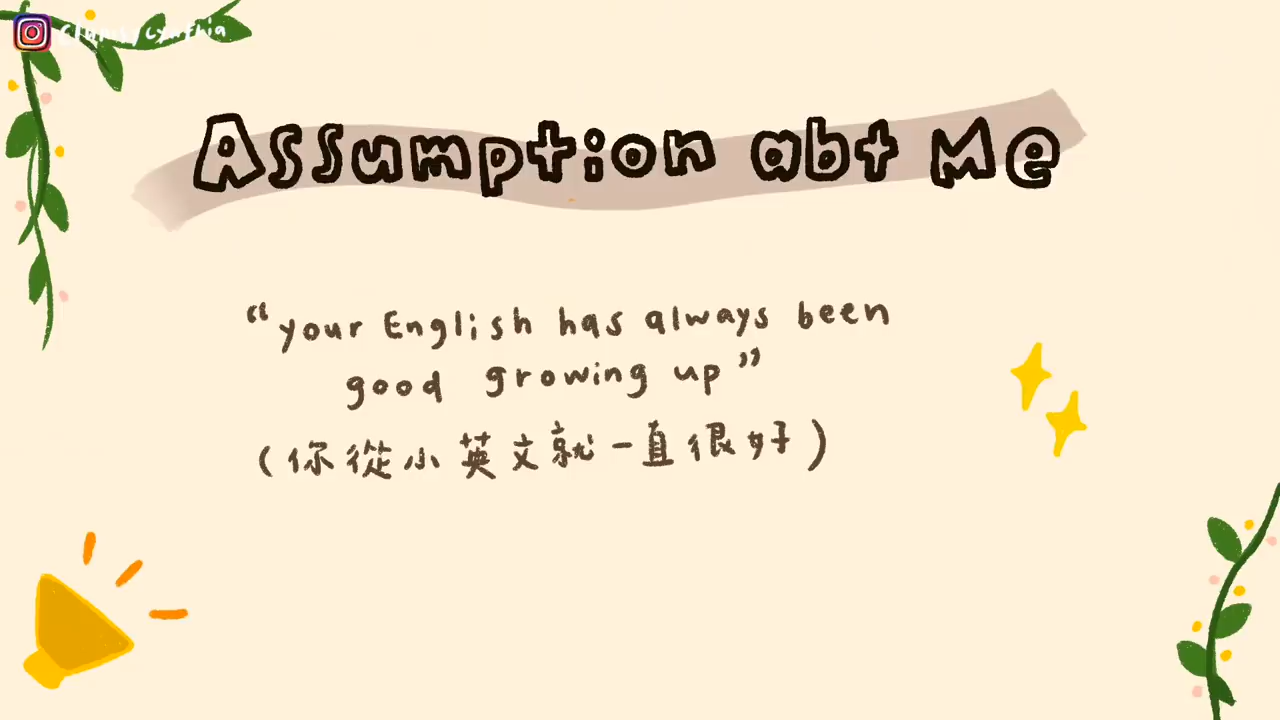 Assumption abt Me
“your English has always been
good growing up”
(你從小英文就一直很好)